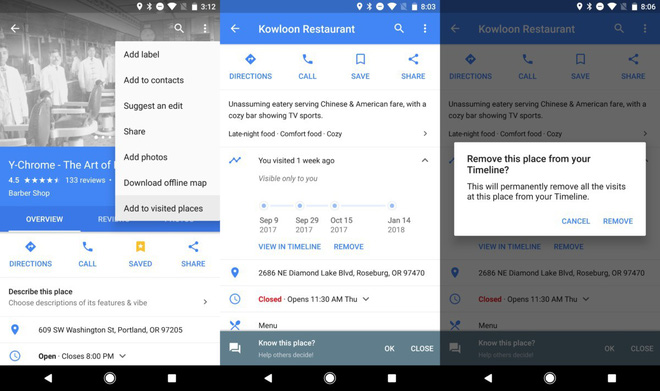 3:12
Add label
Add to contacts
Suggest an edit
Share
Add photos
Download offline map
Add to visited places
Y-Chrome - The Art of
4.5 ★★★★★ 133 reviews •
Barber Shop
OVERVIEW
DIRECTIONS
CALL
SAVED
SHARE
Describe this place
Choose descriptions of its features & vibe
609 SW Washington St, Portland, OR 97205
Open · Closes 8:00 PM
8:03
Kowloon Restaurant
DIRECTIONS
CALL
SAVE
SHARE
Unassuming eatery serving Chinese & American fare, with a
cozy bar showing TV sports.
Late-night food · Comfort food · Cozy
You visited 1 week ago
Visible only to you
Sep 9 Sep 29 Oct 15 Jan 14
2017 2017 2017 2018
VIEW IN TIMELINE REMOVE
2686 NE Diamond Lake Blvd, Roseburg, OR 97470
Closed · Opens 11:30 AM Thu
Menu
Know this place?
Help others decide!
OK CLOSE
8:06
Kowloon Restaurant
DIRECTIONS
CALL
SAVE
SHARE
Unassuming eatery serving Chinese & American fare, with a
cozy bar showing TV sports.
Late-night food · Comfort food · Cozy
Remove this place from your
Timeline?
This will permanently remove all the visits
at this place from your Timeline.
CANCEL REMOVE
VIEW IN TIMELINE REMOVE
2686 NE Diamond Lake Blvd, Roseburg, OR 97470
Closed · Opens 11:30 AM Thu
Menu
Know this place?
Help others decide!
OK CLOSE